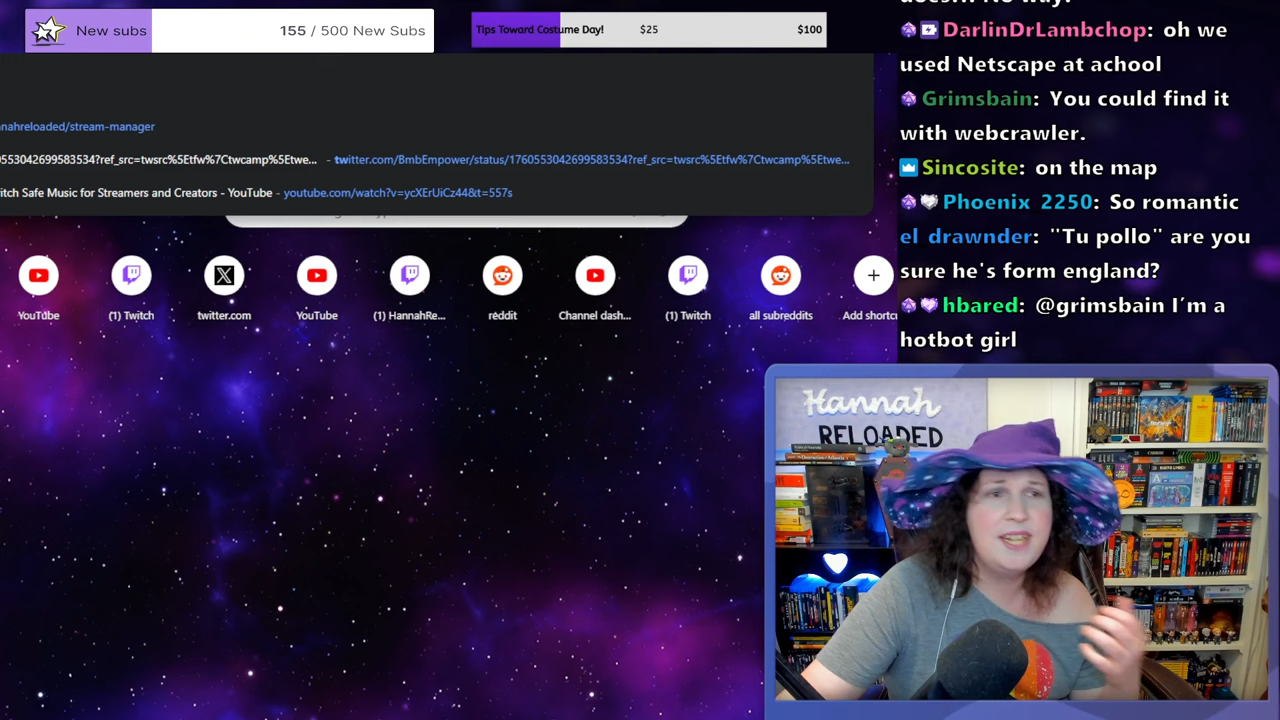 New subs
155 / 500 New Subs
Tips Toward Costume Day!
$25
$100
nahreloaded/stream-manager
0553042699583534?ref_src=twsrc%5Etfw%7Ctwcamp%5Etwe... - twitter.com/BmbEmpower/status/1760553042699583534?ref_src=twsrc%5Etfw%7Ctwcamp%5Etwe...
itch Safe Music for Streamers and Creators - YouTube - youtube.com/watch?v=ycXErUiCz44&t=557s
YouTube
(1) Twitch
twitter.com
YouTube
(1) HannahRe...
reddit
Channel dash...
(1) Twitch
all subreddits
Add shortcu
DarlinDrLambchop: oh we
used Netscape at achool
Grimsbain: You could find it
with webcrawler.
Sincosite: on the map
Phoenix 2250: So romantic
el drawnder: "Tu pollo" are you
sure he's form england?
hbared: @grimsbain I'm a
hotbot girl
Hannah
RELOADED